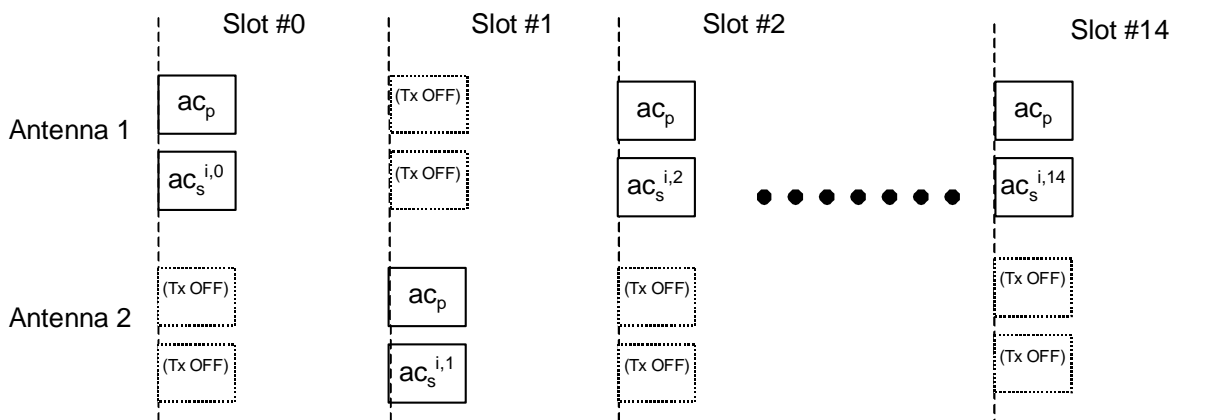 Slot #0 Slot #1 Slot #2 Slot #14
Antenna 1
ac_p (Tx OFF) ac_p ac_p
ac_s^i,0 (Tx OFF) ac_s^i,2 ac_s^i,14
Antenna 2
(Tx OFF) ac_p (Tx OFF) (Tx OFF)
(Tx OFF) ac_s^i,1 (Tx OFF) (Tx OFF)